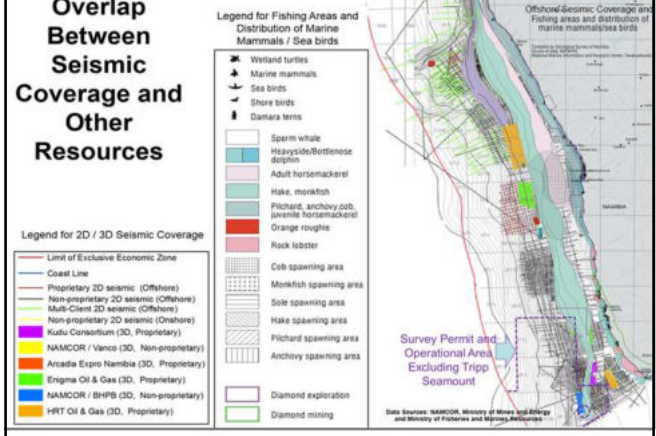 Overlap
Between
Seismic
Coverage and
Other
Resources
Legend for 2D / 3D Seismic Coverage
Limit of Exclusive Economic Zone
Coast Line
Proprietary 2D seismic (Offshore)
Non-proprietary 2D seismic (Offshore)
Multi-Client 2D seismic (Offshore)
Non-proprietary 2D seismic (Onshore)
Kudu Consortium (3D, Proprietary)
NAMCOR / Vanco (3D, Non-proprietary)
Arcadia Expro Namibia (3D, Proprietary)
Enigma Oil & Gas (3D, Proprietary)
NAMCOR / BHPB (3D, Non-proprietary)
HRT Oil & Gas (3D, Proprietary)
Legend for Fishing Areas and
Distribution of Marine
Mammals / Sea birds
Wetland turtles
Marine mammals
Sea birds
Shore birds
Damara terns
Sperm whale
Heavyside/Bottlenose
dolphin
Adult horsemackerel
Hake, monkfish
Pilchard, anchovy,cob,
juvenile horsemackerel
Orange roughie
Rock lobster
Cob spawning area
Monkfish spawning area
Sole spawning area
Hake spawning area
Pilchard spawning area
Anchovy spawning area
Diamond exploration
Diamond mining
Offshore Seismic Coverage and
Fishing areas and distribution of
marine mammals/sea birds
NAMIBIA
Survey Permit and
Operational Area
Excluding Tripp
Seamount
Data Sources: NAMCOR, Ministry of Mines and Energy
and Ministry of Fisheries and Marine Resources